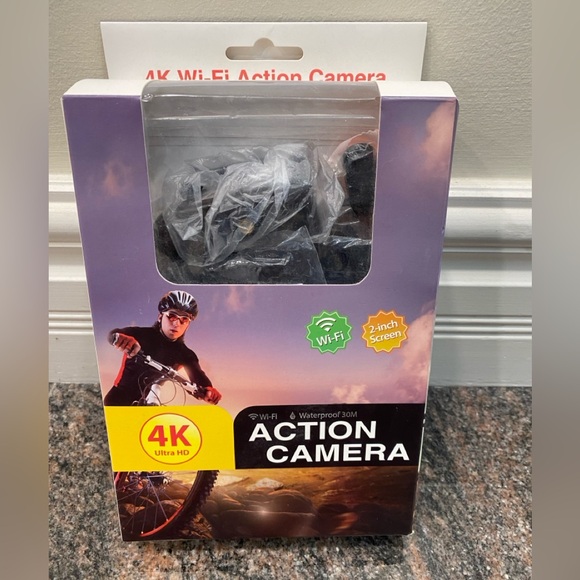 4K Wi-Fi Action Camera
Wi-Fi
2-inch
Screen
Wi-Fi Waterproof 30M
4K
Ultra HD
ACTION
CAMERA